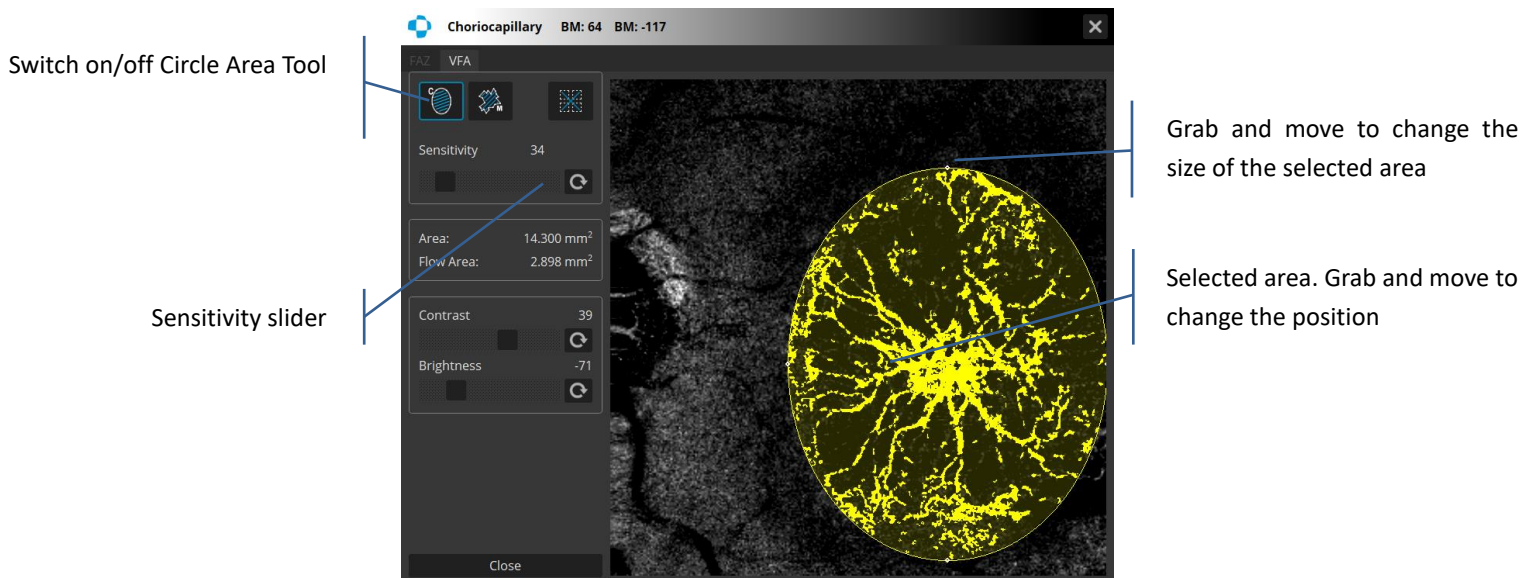 Choriocapillary BM: 64 BM: -117
Switch on/off Circle Area Tool
FAZ VFA
C
M
Sensitivity 34
Grab and move to change the
size of the selected area
Area: 14.300 mm²
Flow Area: 2.898 mm²
Selected area. Grab and move to
change the position
Sensitivity slider
Contrast 39
Brightness -71
Close